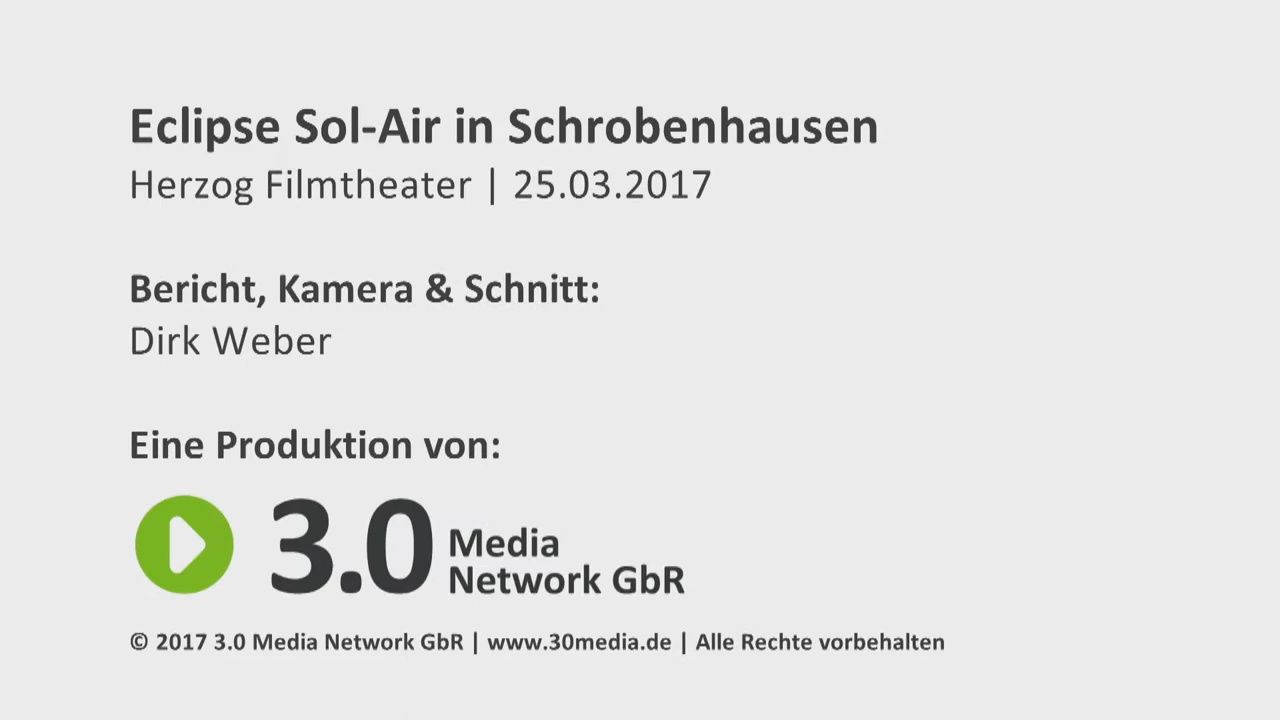 Eclipse Sol-Air in Schrobenhausen
Herzog Filmtheater | 25.03.2017
Bericht, Kamera & Schnitt:
Dirk Weber
Eine Produktion von:
3.0 Media
Network GbR
© 2017 3.0 Media Network GbR | www.30media.de | Alle Rechte vorbehalten